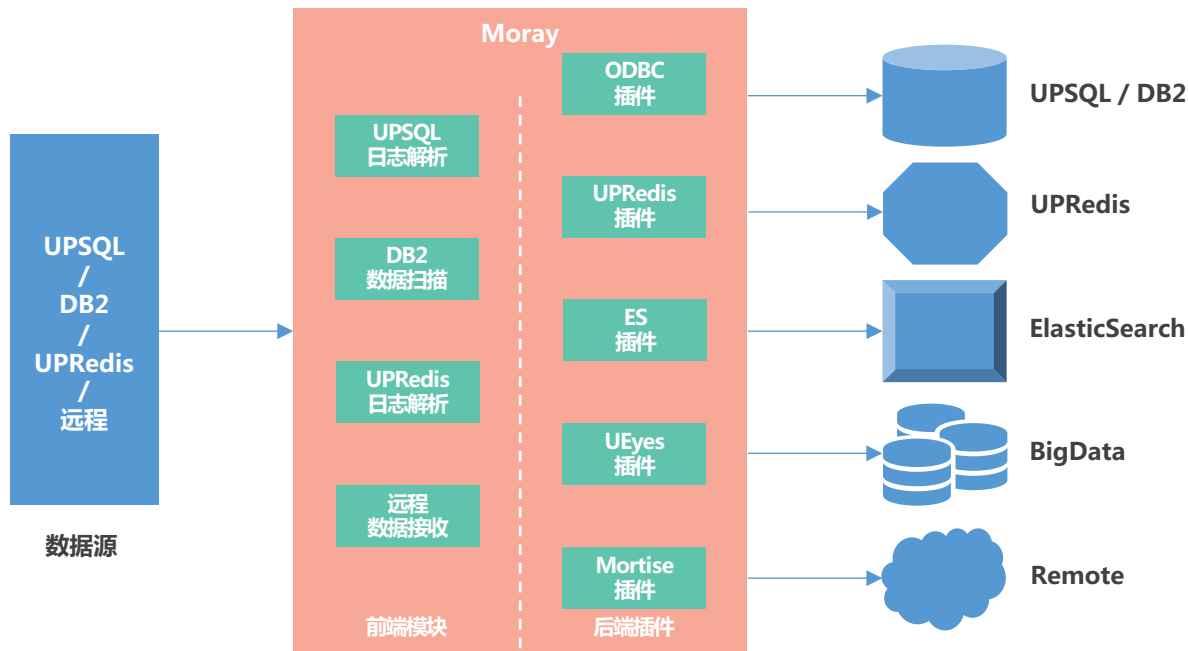 UPSQL
/
DB2
/
UPRedis
/
远程
数据源
Moray
UPSQL
日志解析
DB2
数据扫描
UPRedis
日志解析
远程
数据接收
前端模块
ODBC
插件
UPRedis
插件
ES
插件
UEyes
插件
Mortise
插件
后端插件
UPSQL / DB2
UPRedis
ElasticSearch
BigData
Remote